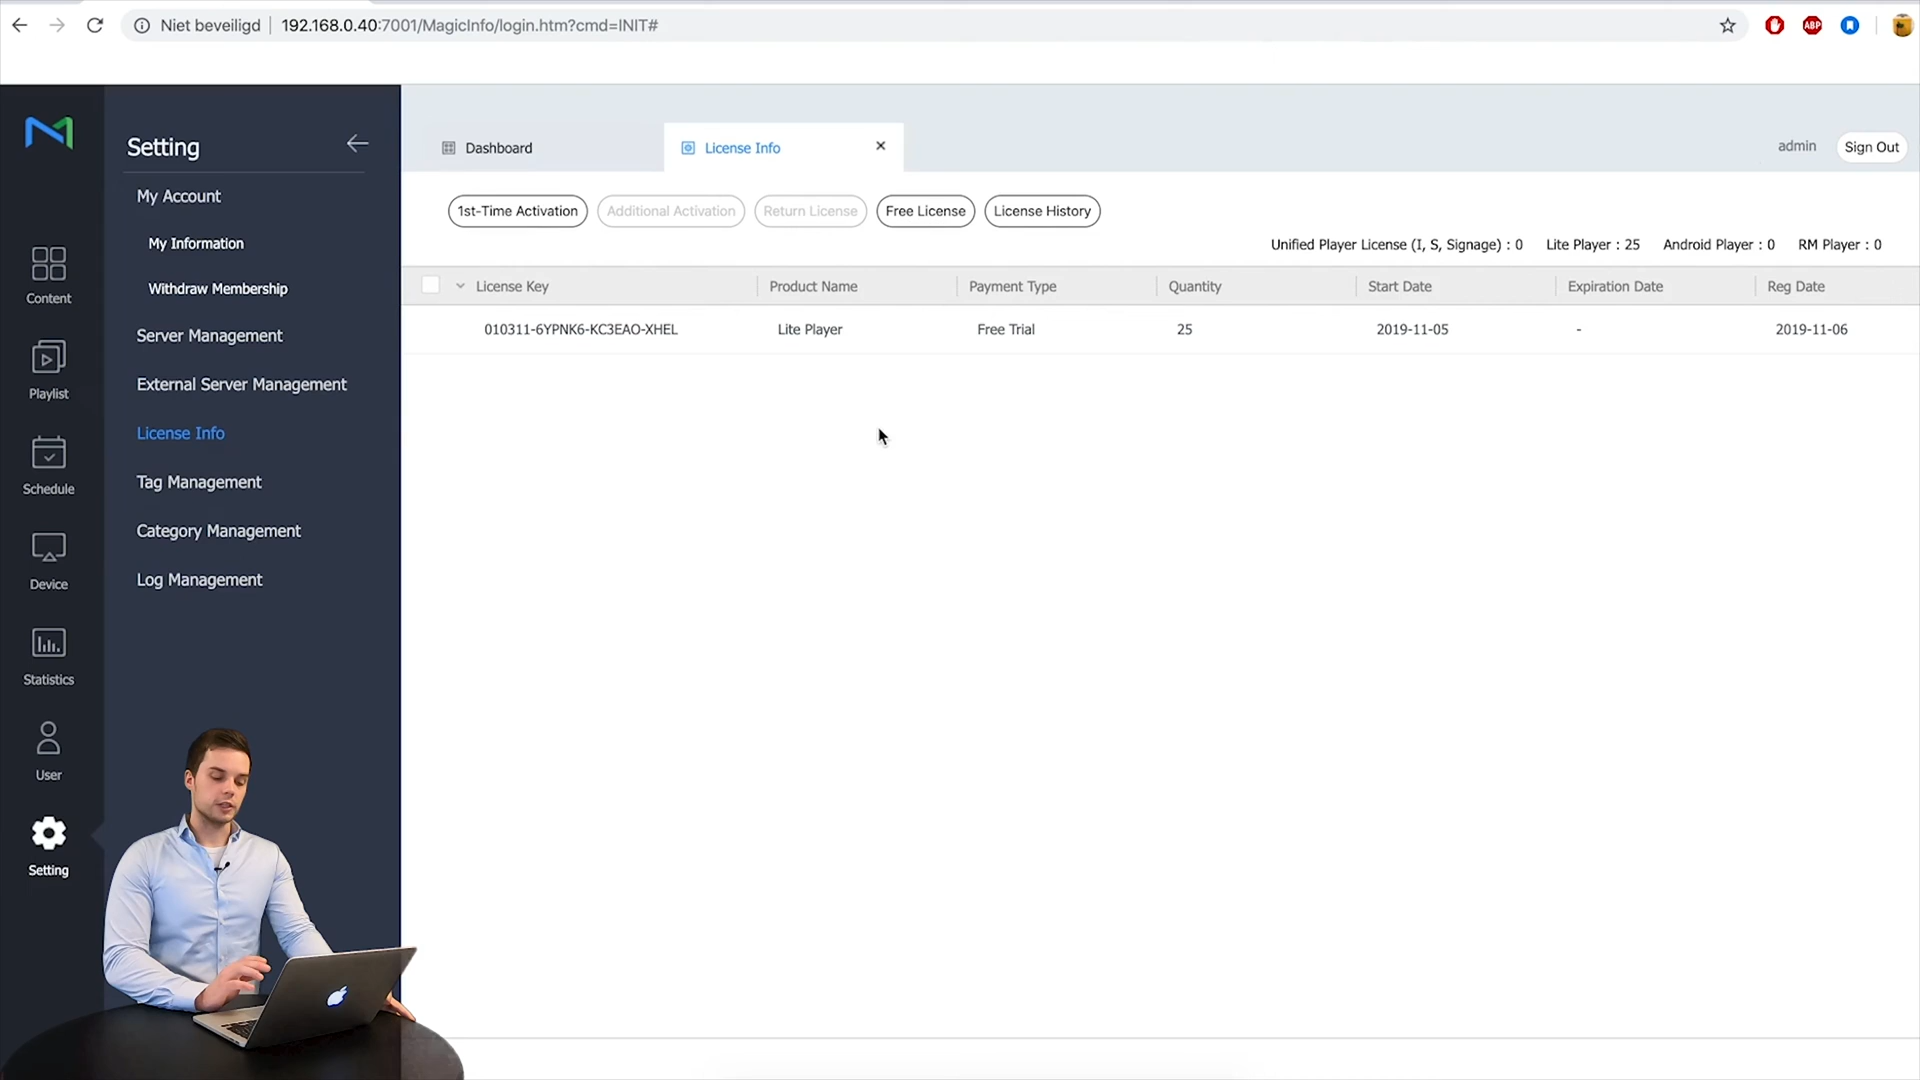 Niet beveiligd
192.168.0.40:7001/MagicInfo/login.htm?cmd=INIT#
ABP
Setting
My Account
My Information
Withdraw Membership
Server Management
External Server Management
License Info
Tag Management
Category Management
Log Management
Content
Playlist
Schedule
Device
Statistics
User
Setting
Dashboard
License Info
admin
Sign Out
1st-Time Activation
Additional Activation
Return License
Free License
License History
Unified Player License (I, S, Signage) : 0 Lite Player : 25 Android Player : 0 RM Player : 0
License Key Product Name Payment Type Quantity Start Date Expiration Date Reg Date
010311-6YPNK6-KC3EAO-XHEL Lite Player Free Trial 25 2019-11-05 - 2019-11-06